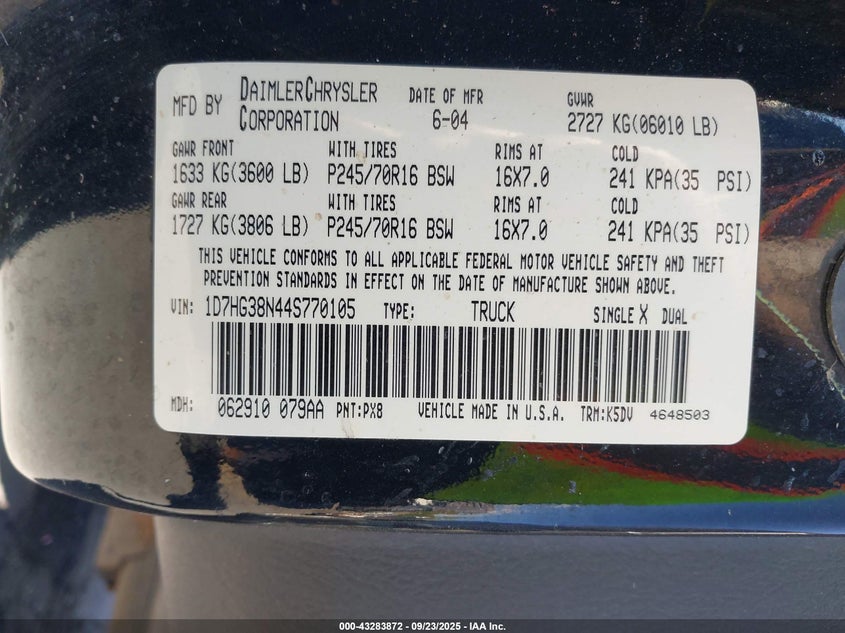 MFD BY DAIMLERCHRYSLER CORPORATION DATE OF MFR 6-04 GVWR 2727 KG(06010 LB)
GAWR FRONT WITH TIRES RIMS AT COLD
1633 KG(3600 LB) P245/70R16 BSW 16X7.0 241 KPA(35 PSI)
GAWR REAR WITH TIRES RIMS AT COLD
1727 KG(3806 LB) P245/70R16 BSW 16X7.0 241 KPA(35 PSI)
THIS VEHICLE CONFORMS TO ALL APPLICABLE FEDERAL MOTOR VEHICLE SAFETY AND THEFT
PREVENTION STANDARDS IN EFFECT ON THE DATE OF MANUFACTURE SHOWN ABOVE.
VIN: 1D7HG38N44S770105 TYPE: TRUCK SINGLE X DUAL
MDH: 062910 079AA PNT:PX8 VEHICLE MADE IN U.S.A. TRM:K5DV 4648503
000-43283872 - 09/23/2025 - IAA Inc.